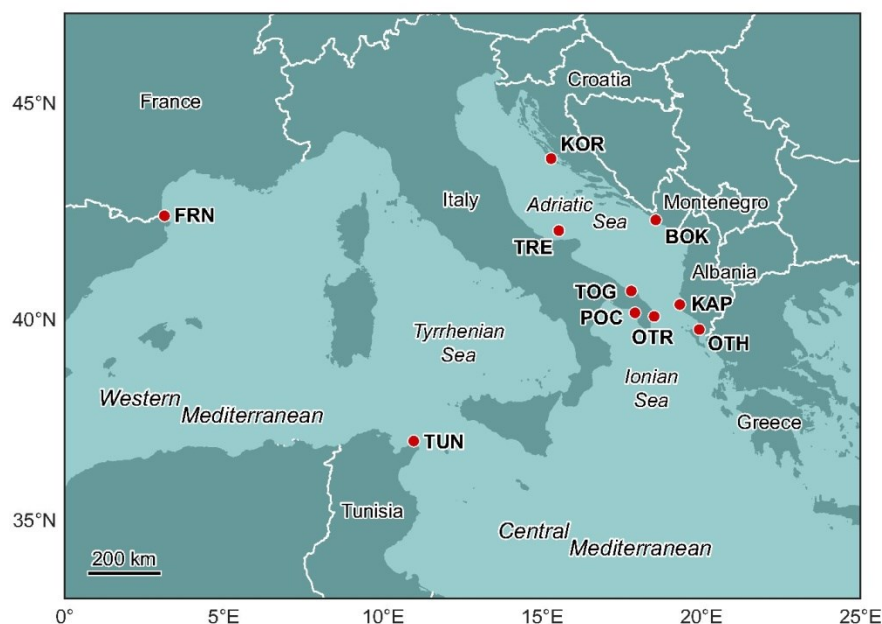 45°N
France
Croatia
KOR
Italy
Adriatic
Sea
Montenegro
FRN
BOK
TRE
Albania
TOG
KAP
40°N
POC
OTR
OTH
Tyrrhenian
Sea
Ionian
Sea
Western
Mediterranean
Greece
TUN
Tunisia
35°N
Central
Mediterranean
200 km
0°
5°E
10°E
15°E
20°E
25°E